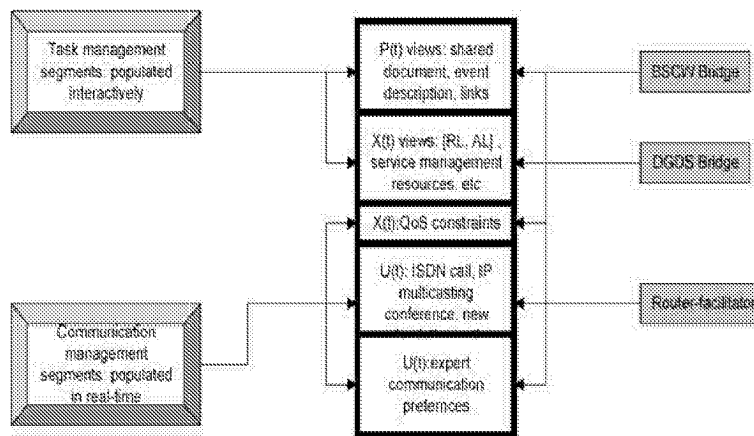 Task management
segments: populated
interactively
P(t) views: shared
document, event
description, links
BSCW Bridge
X(t) views: [RL, AL] ,
service management
resources, etc
DGDS Bridge
X(t):QoS constraints
U(t): ISDN call, IP
multicasting
conference, new
Router-facilitator
Communication
management
segments: populated
in real-time
U(t):expert
communication
prefernces